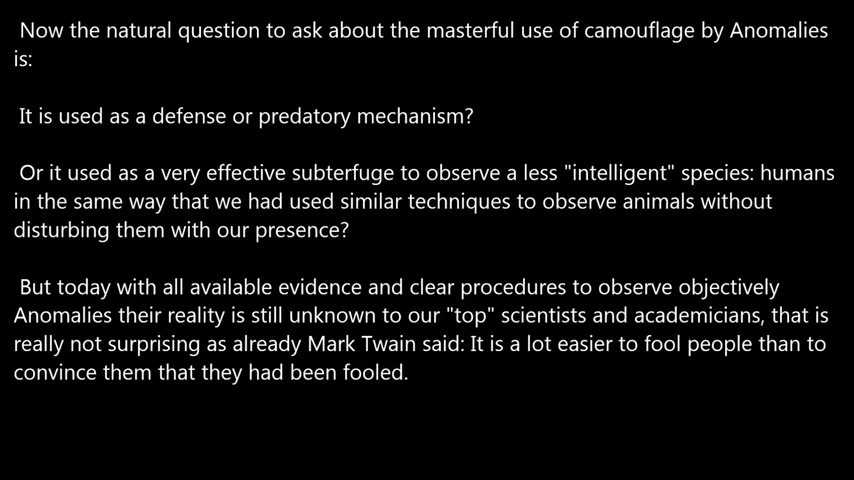 Now the natural question to ask about the masterful use of camouflage by Anomalies
is:
It is used as a defense or predatory mechanism?
Or it used as a very effective subterfuge to observe a less "intelligent" species: humans
in the same way that we had used similar techniques to observe animals without
disturbing them with our presence?
But today with all available evidence and clear procedures to observe objectively
Anomalies their reality is still unknown to our "top" scientists and academicians, that is
really not surprising as already Mark Twain said: It is a lot easier to fool people than to
convince them that they had been fooled.